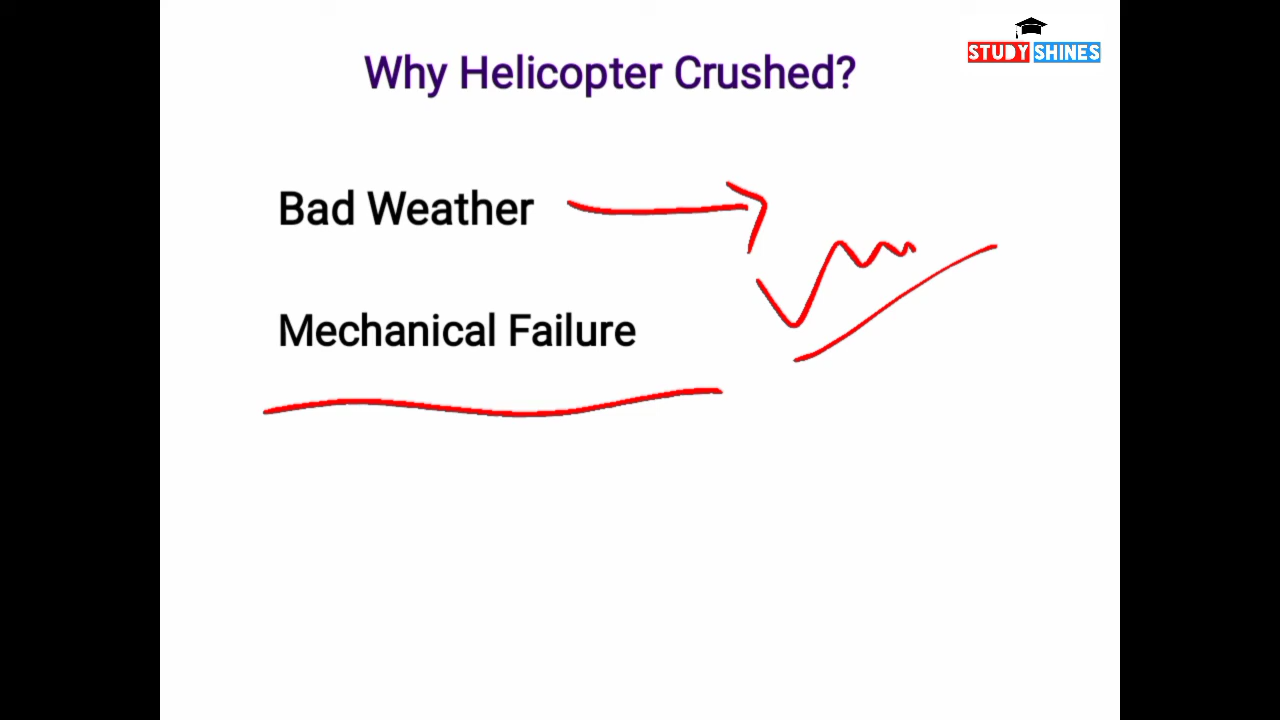 STUDY SHINES
Why Helicopter Crushed?
Bad Weather
Mechanical Failure